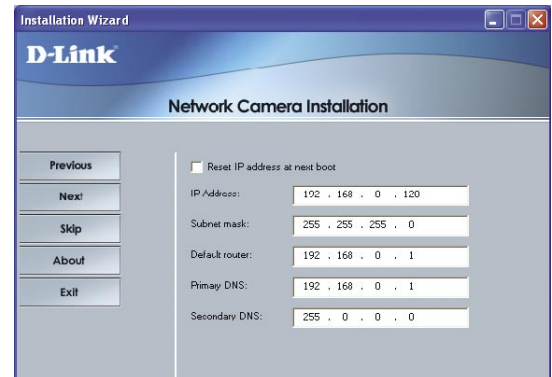 Installation Wizard
D-Link
Network Camera Installation
Previous
Next
Skip
About
Exit
Reset IP address at next boot
IP Address: 192 . 168 . 0 . 120
Subnet mask: 255 . 255 . 255 . 0
Default router: 192 . 168 . 0 . 1
Primary DNS: 192 . 168 . 0 . 1
Secondary DNS: 255 . 0 . 0 . 0